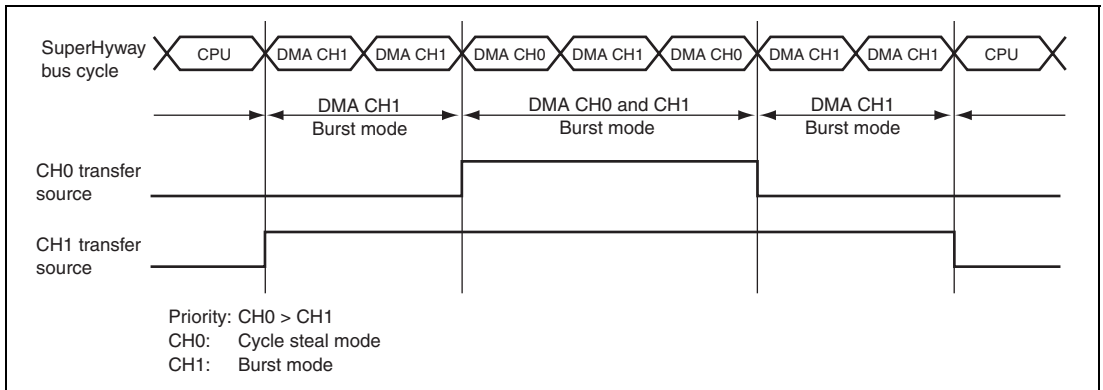 SuperHyway
bus cycle
CPU DMA CH1 DMA CH1 DMA CH0 DMA CH1 DMA CH0 DMA CH1 DMA CH1 CPU
DMA CH1 DMA CH0 and CH1 DMA CH1
Burst mode Burst mode Burst mode
CH0 transfer
source
CH1 transfer
source
Priority: CH0 > CH1
CH0: Cycle steal mode
CH1: Burst mode